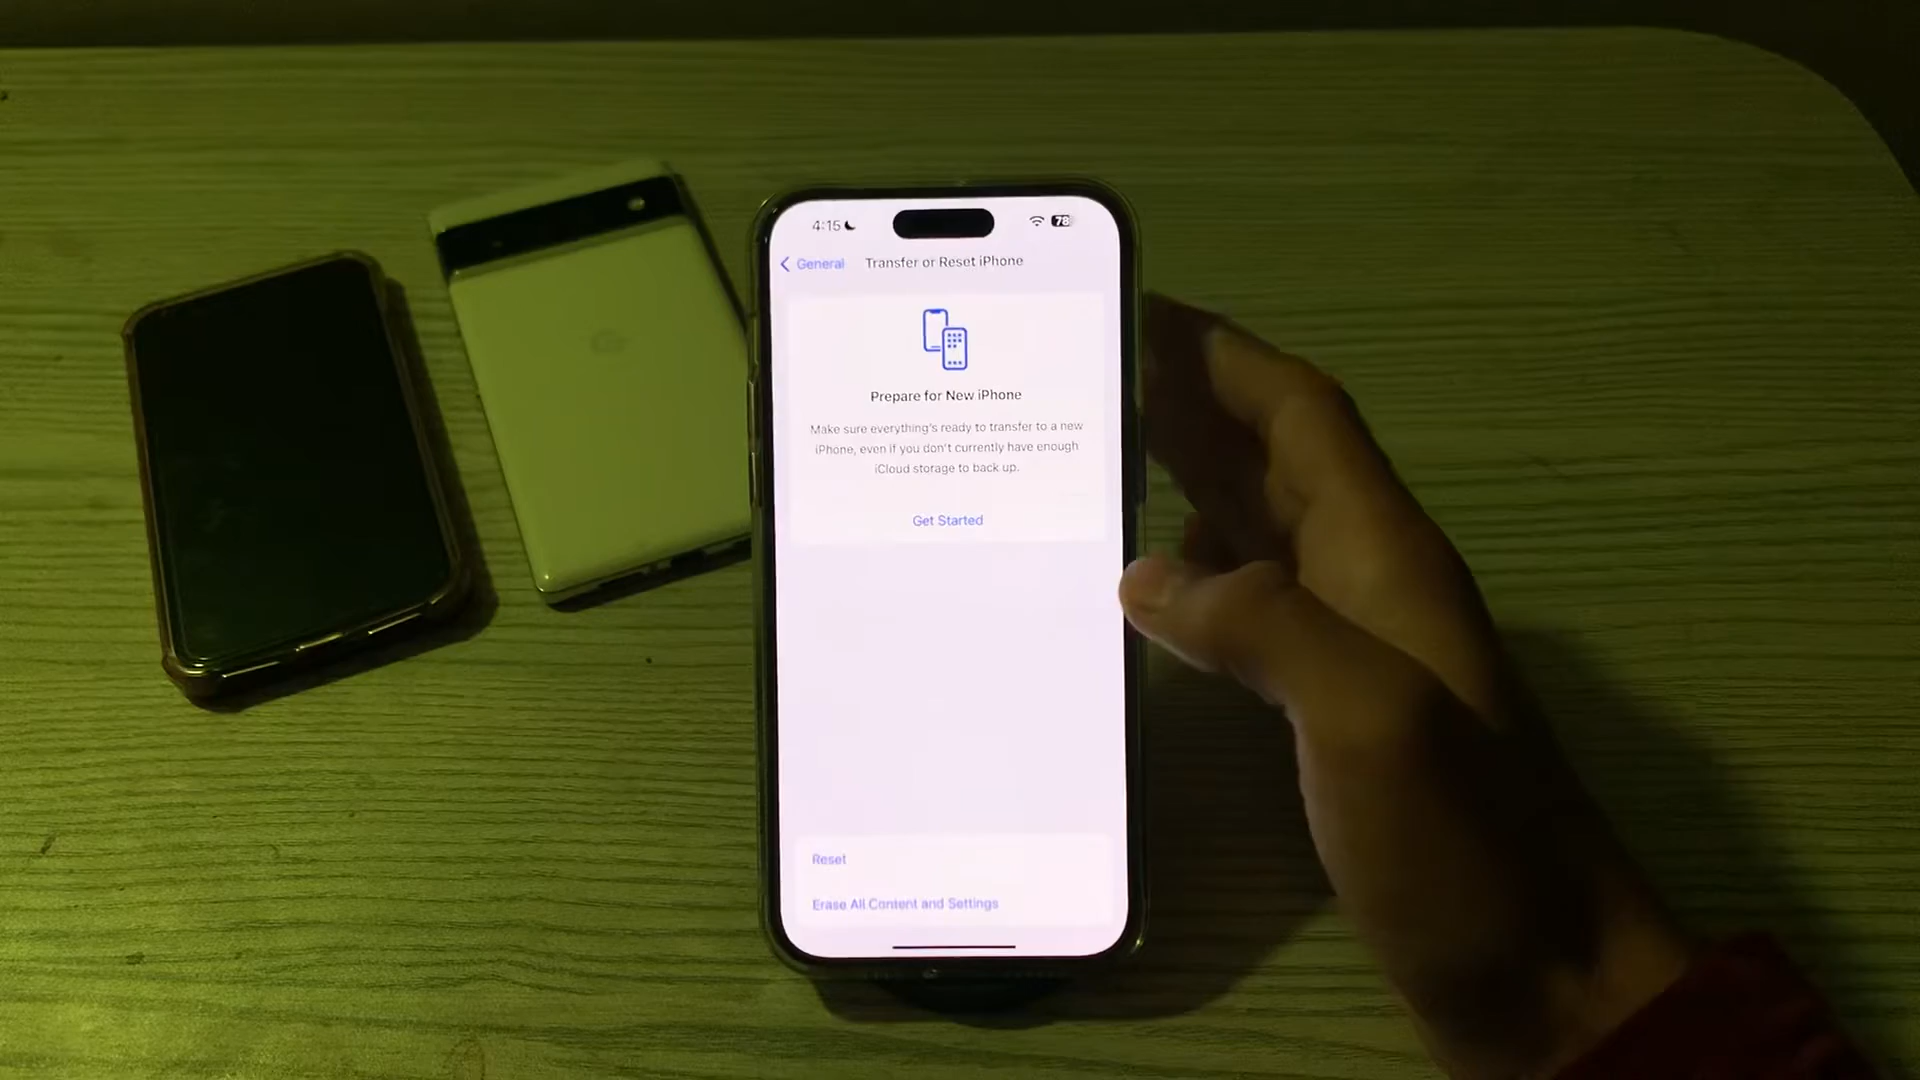 4:15
78
General
Transfer or Reset iPhone
Prepare for New iPhone
Make sure everything's ready to transfer to a new
iPhone, even if you don't currently have enough
iCloud storage to back up.
Get Started
Reset
Erase All Content and Settings